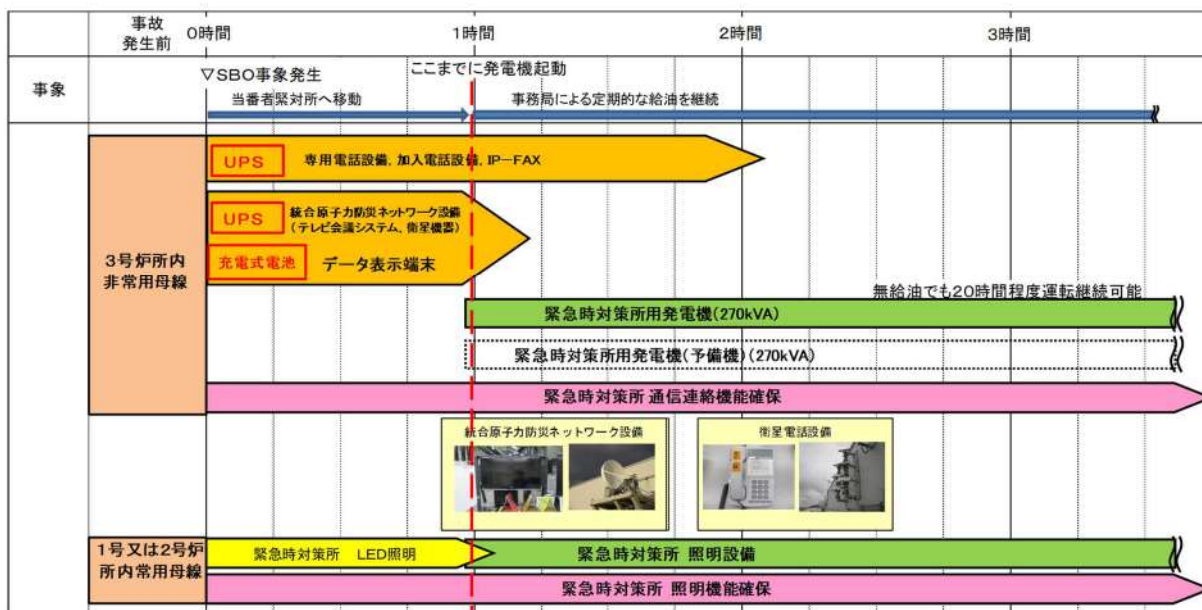 事故
発生前
0時間
1時間
2時間
3時間
事象
▽SBO事象発生
ここまでに発電機起動
当番者緊対所へ移動
事務局による定期的な給油を継続
3号炉所内
非常用母線
UPS
専用電話設備, 加入電話設備, IP－FAX
UPS
統合原子力防災ネットワーク設備
(テレビ会議システム、衛星機器)
充電式電池
データ表示端末
無給油でも20時間程度運転継続可能
緊急時対策所用発電機(270kVA)
緊急時対策所用発電機(予備機)(270kVA)
緊急時対策所 通信連絡機能確保
統合原子力防災ネットワーク設備
衛星電話設備
1号又は2号炉
所内常用母線
緊急時対策所 LED照明
緊急時対策所 照明設備
緊急時対策所 照明機能確保